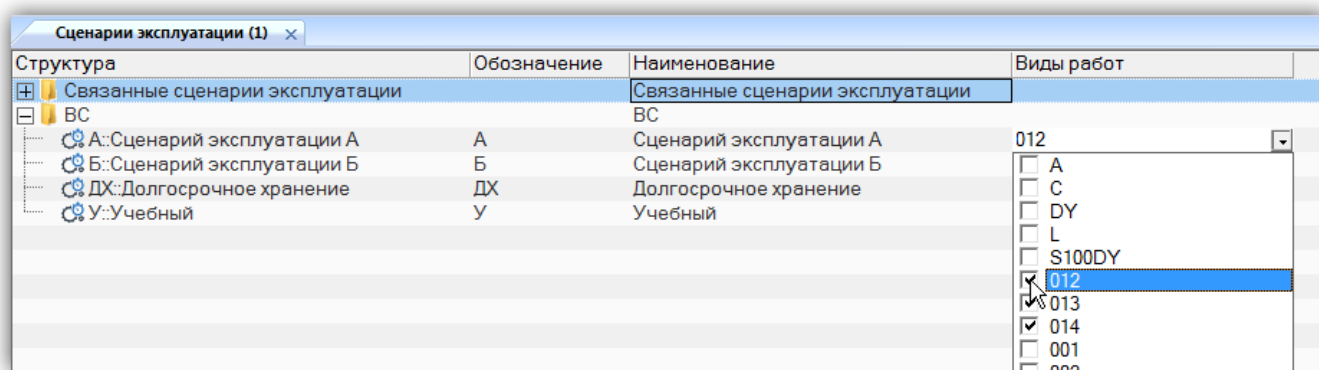 Сценарии эксплуатации (1)
Структура Обозначение Наименование Виды работ
Связанные сценарии эксплуатации Связанные сценарии эксплуатации
ВС ВС
А::Сценарий эксплуатации А А Сценарий эксплуатации А 012
Б::Сценарий эксплуатации Б Б Сценарий эксплуатации Б
ДХ::Долгосрочное хранение ДХ Долгосрочное хранение
У::Учебный У Учебный
A
C
DY
L
S100DY
012
013
014
001